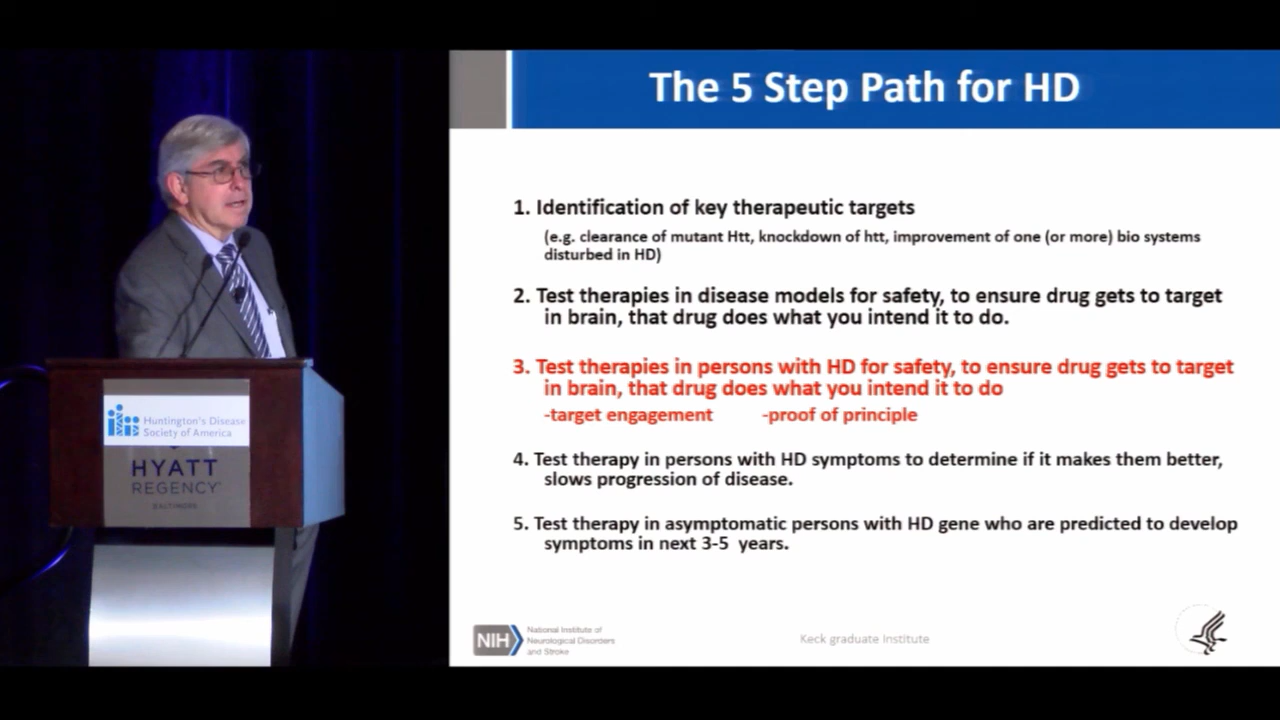 The 5 Step Path for HD
1. Identification of key therapeutic targets
(e.g. clearance of mutant Htt, knockdown of htt, improvement of one (or more) bio systems
disturbed in HD)
2. Test therapies in disease models for safety, to ensure drug gets to target
in brain, that drug does what you intend it to do.
3. Test therapies in persons with HD for safety, to ensure drug gets to target
in brain, that drug does what you intend it to do
-target engagement -proof of principle
4. Test therapy in persons with HD symptoms to determine if it makes them better,
slows progression of disease.
5. Test therapy in asymptomatic persons with HD gene who are predicted to develop
symptoms in next 3-5 years.
NIH
National Institute of
Neurological Disorders
and Stroke
Keck graduate Institute
Huntington's Disease
Society of America
HYATT
REGENCY
BALTIMORE